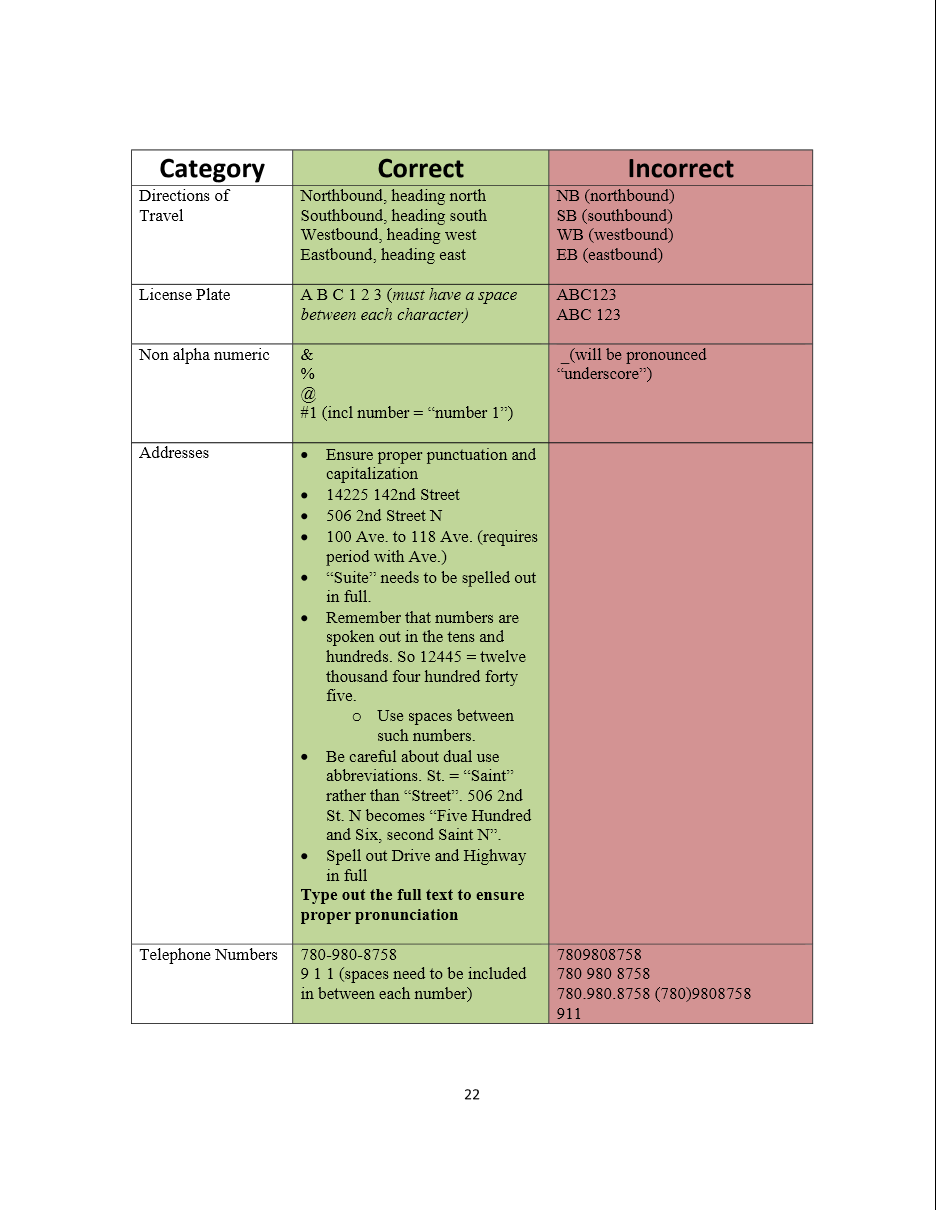 Category Correct Incorrect
Directions of
Travel
Northbound, heading north
Southbound, heading south
Westbound, heading west
Eastbound, heading east
NB (northbound)
SB (southbound)
WB (westbound)
EB (eastbound)
License Plate
A B C 1 2 3 (must have a space
between each character)
ABC123
ABC 123
Non alpha numeric
&
%
@
#1 (incl number = “number 1”)
_(will be pronounced
“underscore”)
Addresses
• Ensure proper punctuation and
capitalization
• 14225 142nd Street
• 506 2nd Street N
• 100 Ave. to 118 Ave. (requires
period with Ave.)
• “Suite” needs to be spelled out
in full.
• Remember that numbers are
spoken out in the tens and
hundreds. So 12445 = twelve
thousand four hundred forty
five.
o Use spaces between
such numbers.
• Be careful about dual use
abbreviations. St. = “Saint”
rather than “Street”. 506 2nd
St. N becomes “Five Hundred
and Six, second Saint N”.
• Spell out Drive and Highway
in full
Type out the full text to ensure
proper pronunciation
Telephone Numbers
780-980-8758
9 1 1 (spaces need to be included
in between each number)
7809808758
780 980 8758
780.980.8758 (780)9808758
911
22